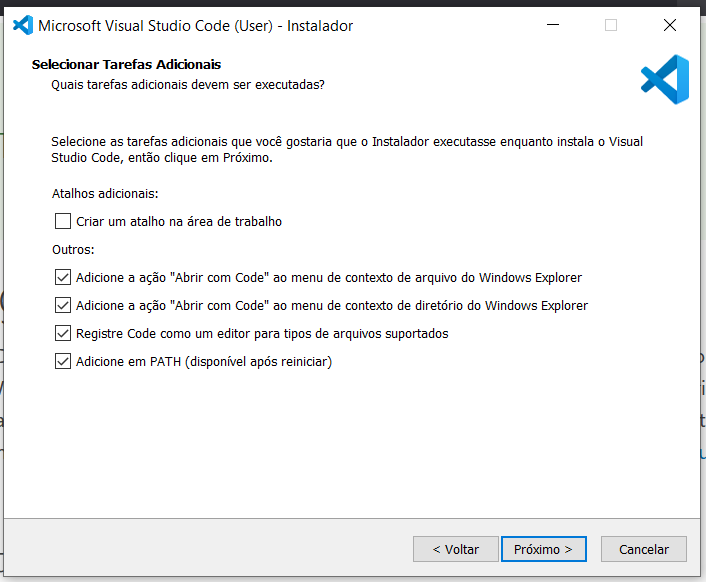 Microsoft Visual Studio Code (User) - Instalador
Selecionar Tarefas Adicionais
Quais tarefas adicionais devem ser executadas?
Selecione as tarefas adicionais que você gostaria que o Instalador executasse enquanto instala o Visual
Studio Code, então clique em Próximo.
Atalhos adicionais:
Criar um atalho na área de trabalho
Outros:
Adicione a ação "Abrir com Code" ao menu de contexto de arquivo do Windows Explorer
Adicione a ação "Abrir com Code" ao menu de contexto de diretório do Windows Explorer
Registre Code como um editor para tipos de arquivos suportados
Adicione em PATH (disponível após reiniciar)
< Voltar
Próximo >
Cancelar